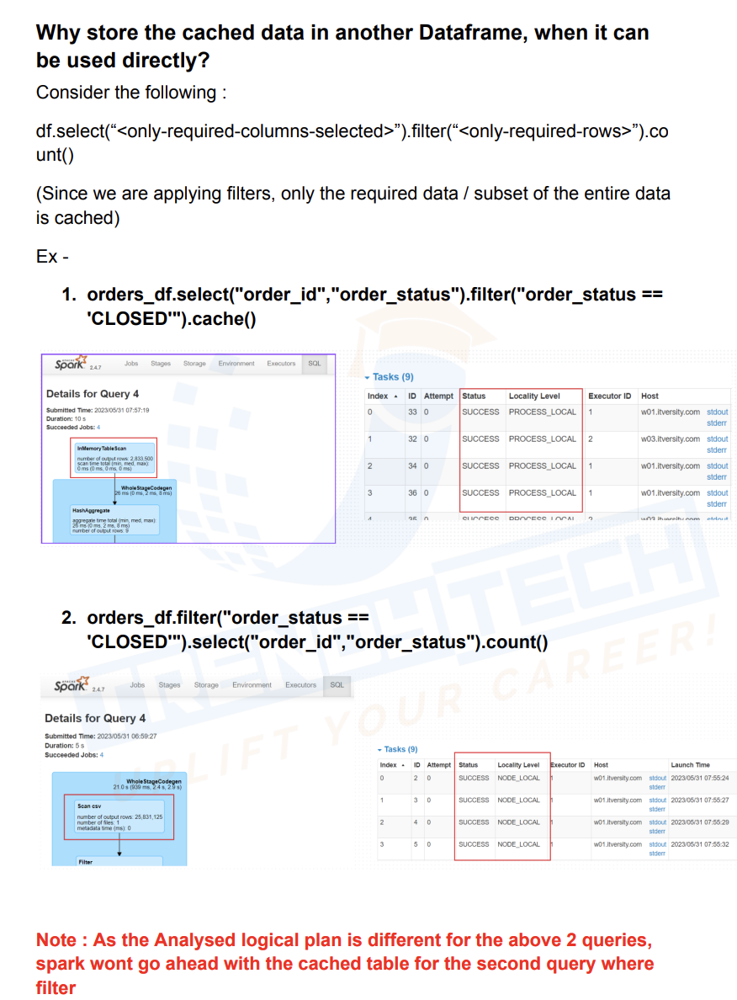 Why store the cached data in another Dataframe, when it can
be used directly?
Consider the following :
df.select(“<only-required-columns-selected>”).filter(“<only-required-rows>”).co
unt()
(Since we are applying filters, only the required data / subset of the entire data
is cached)
Ex -
1. orders_df.select("order_id","order_status").filter("order_status ==
'CLOSED'").cache()
APACHE Spark 2.4.7 Jobs Stages Storage Environment Executors SQL
Details for Query 4
Submitted Time: 2023/05/31 07:57:19
Duration: 10 s
Succeeded Jobs: 4
InMemoryTableScan
number of output rows: 2,833,500
scan time total (min, med, max):
0 ms (0 ms, 0 ms, 0 ms)
WholeStageCodegen
26 ms (0 ms, 2 ms, 8 ms)
HashAggregate
aggregate time total (min, med, max):
26 ms (0 ms, 2 ms, 8 ms)
number of output rows: 9
Tasks (9)
Index ID Attempt Status Locality Level Executor ID Host
0 33 0 SUCCESS PROCESS_LOCAL 1 w01.itversity.com stdout
stderr
1 32 0 SUCCESS PROCESS_LOCAL 2 w03.itversity.com stdout
stderr
2 34 0 SUCCESS PROCESS_LOCAL 1 w01.itversity.com stdout
stderr
3 36 0 SUCCESS PROCESS_LOCAL 1 w01.itversity.com stdout
stderr
4 35 0 SUCCESS PROCESS_LOCAL 2 w03.itversity.com stdout
2. orders_df.filter("order_status ==
'CLOSED'").select("order_id","order_status").count()
APACHE Spark 2.4.7 Jobs Stages Storage Environment Executors SQL
Details for Query 4
Submitted Time: 2023/05/31 06:59:27
Duration: 5 s
Succeeded Jobs: 4
WholeStageCodegen
21.0 s (939 ms, 2.4 s, 2.9 s)
Scan csv
number of output rows: 25,831,125
number of files: 1
metadata time (ms): 0
Filter
Tasks (9)
Index ID Attempt Status Locality Level Executor ID Host Launch Time
0 2 0 SUCCESS NODE_LOCAL 1 w01.itversity.com stdout 2023/05/31 07:55:24
stderr
1 3 0 SUCCESS NODE_LOCAL 1 w01.itversity.com stdout 2023/05/31 07:55:27
stderr
2 4 0 SUCCESS NODE_LOCAL 1 w01.itversity.com stdout 2023/05/31 07:55:29
stderr
3 5 0 SUCCESS NODE_LOCAL 1 w01.itversity.com stdout 2023/05/31 07:55:32
stderr
TRENDYTECH
UPLIFT YOUR CAREER!
Note : As the Analysed logical plan is different for the above 2 queries,
spark wont go ahead with the cached table for the second query where
filter